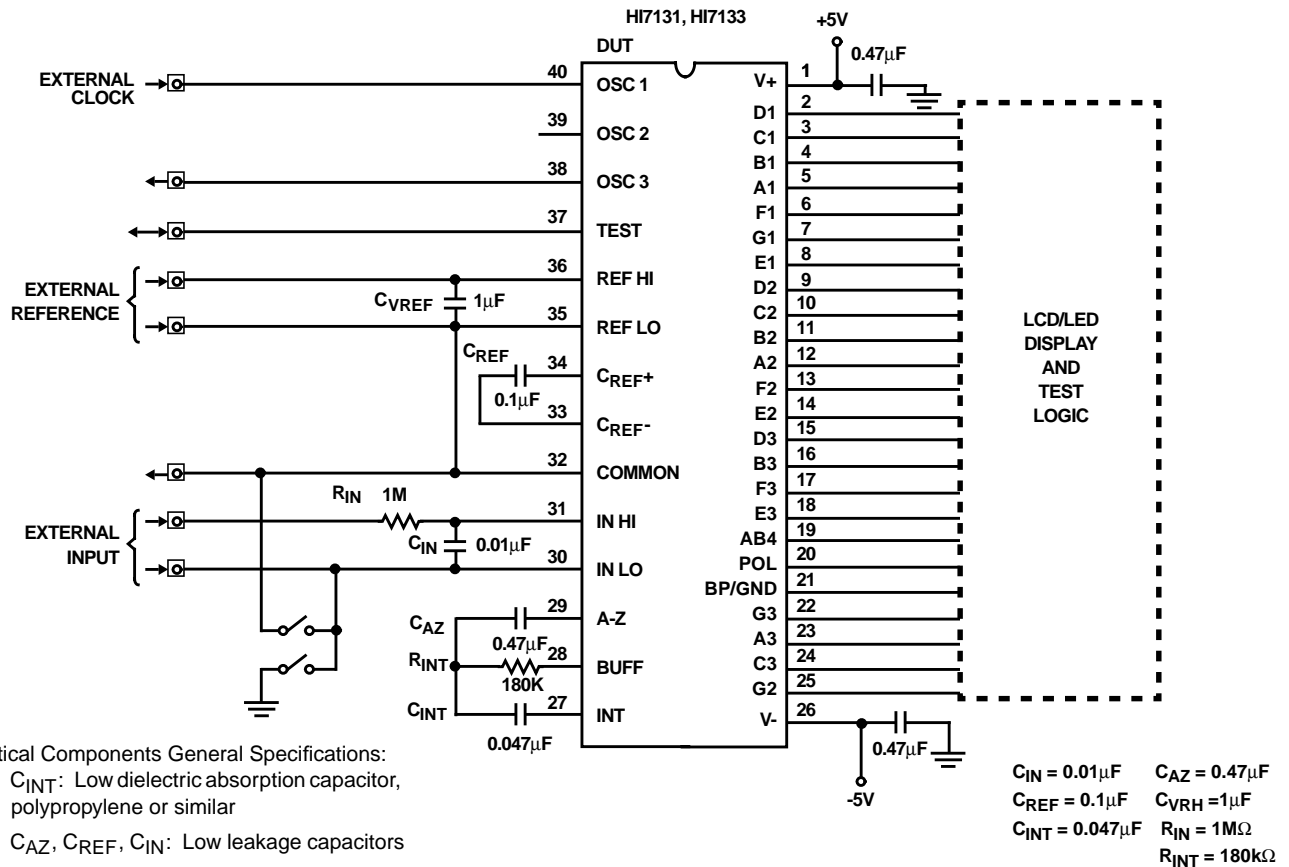 HI7131, HI7133
DUT
+5V
0.47μF
EXTERNAL
CLOCK
EXTERNAL
REFERENCE
EXTERNAL
INPUT
40 OSC 1
39 OSC 2
38 OSC 3
37 TEST
36 REF HI
CVREF 1μF
35 REF LO
CREF
34 CREF+
0.1μF
33 CREF-
32 COMMON
RIN 1M
31 IN HI
CIN 0.01μF
30 IN LO
29 A-Z
CAZ
0.47μF
28 BUFF
RINT
180K
27 INT
CINT
0.047μF
V+ 1
D1 2
C1 3
B1 4
A1 5
F1 6
G1 7
E1 8
D2 9
C2 10
B2 11
A2 12
F2 13
E2 14
D3 15
B3 16
F3 17
E3 18
AB4 19
POL 20
BP/GND 21
G3 22
A3 23
C3 24
G2 25
V- 26
0.47μF
-5V
LCD/LED
DISPLAY
AND
TEST
LOGIC
tical Components General Specifications:
CINT: Low dielectric absorption capacitor,
polypropylene or similar
CAZ, CREF, CIN: Low leakage capacitors
CIN = 0.01μF CAZ = 0.47μF
CREF = 0.1μF CVRH =1μF
CINT = 0.047μF RIN = 1MΩ
RINT = 180kΩ